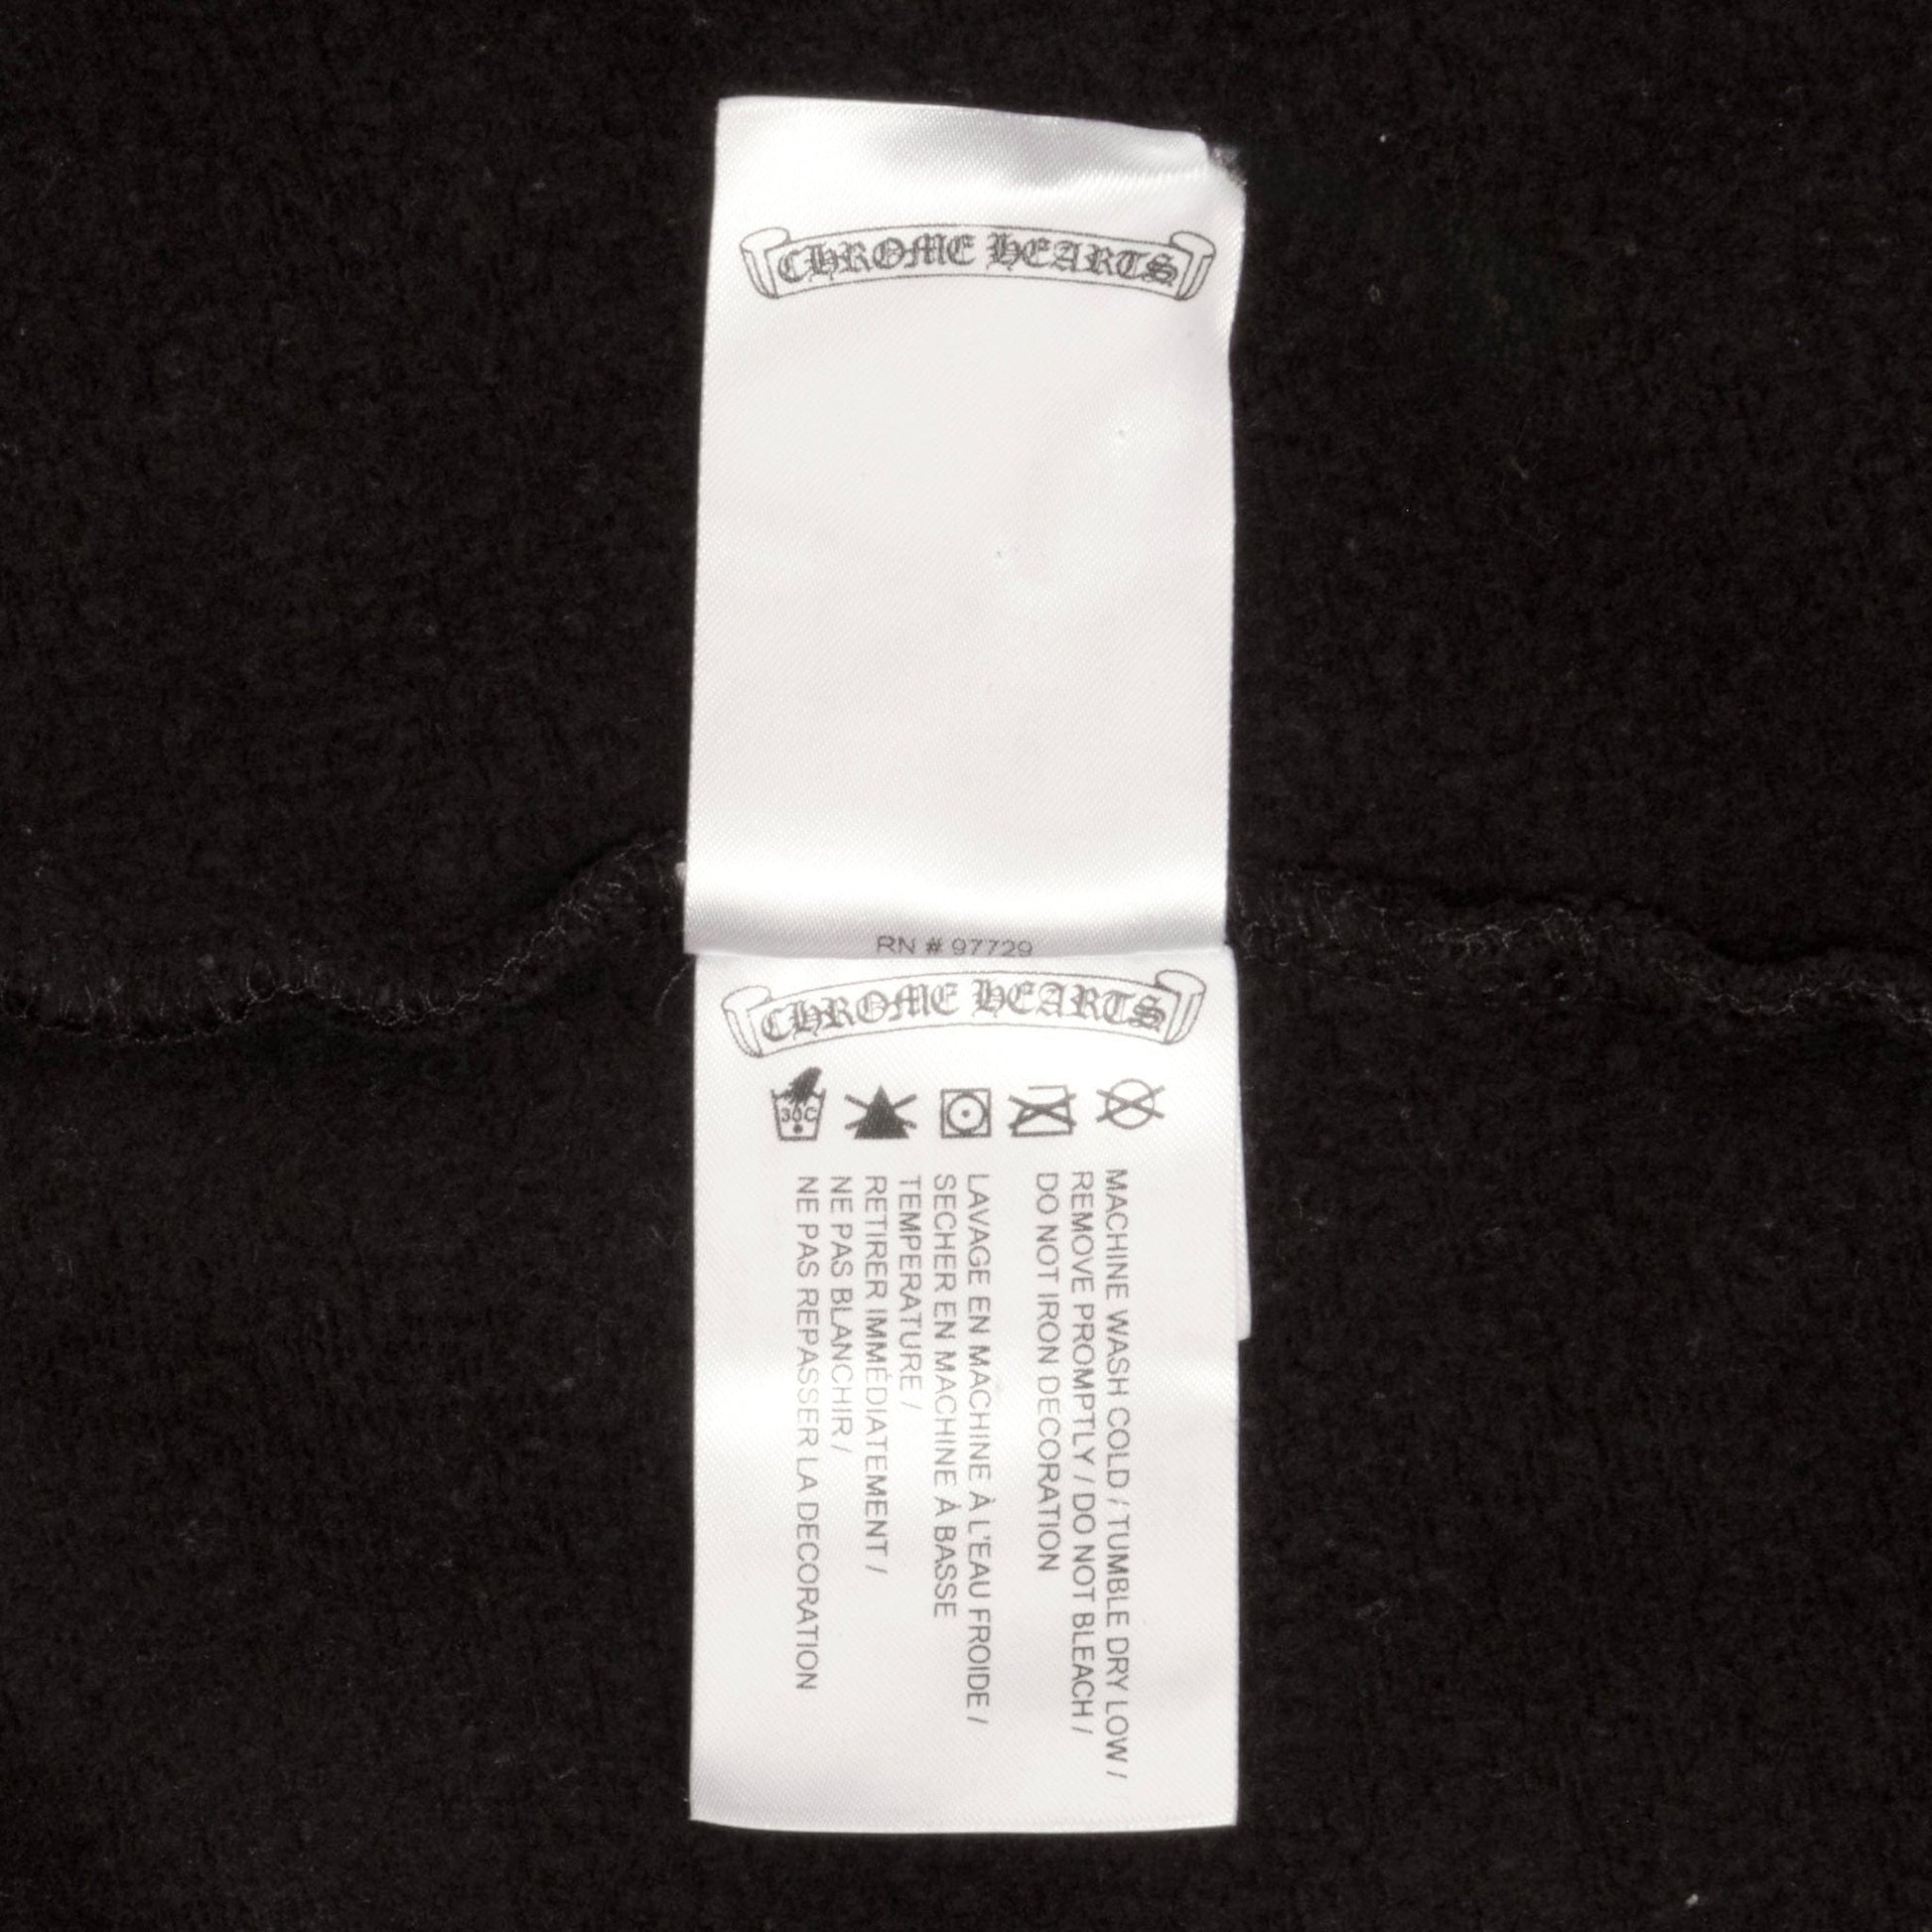 CHROME HEARTS
RN # 97729
CHROME HEARTS
30C
MACHINE WASH COLD / TUMBLE DRY LOW /
REMOVE PROMPTLY / DO NOT BLEACH /
DO NOT IRON DECORATION
LAVAGE EN MACHINE À L'EAU FROIDE /
SECHER EN MACHINE À BASSE
TEMPERATURE /
RETIRER IMMÉDIATEMENT /
NE PAS BLANCHIR /
NE PAS REPASSER LA DECORATION